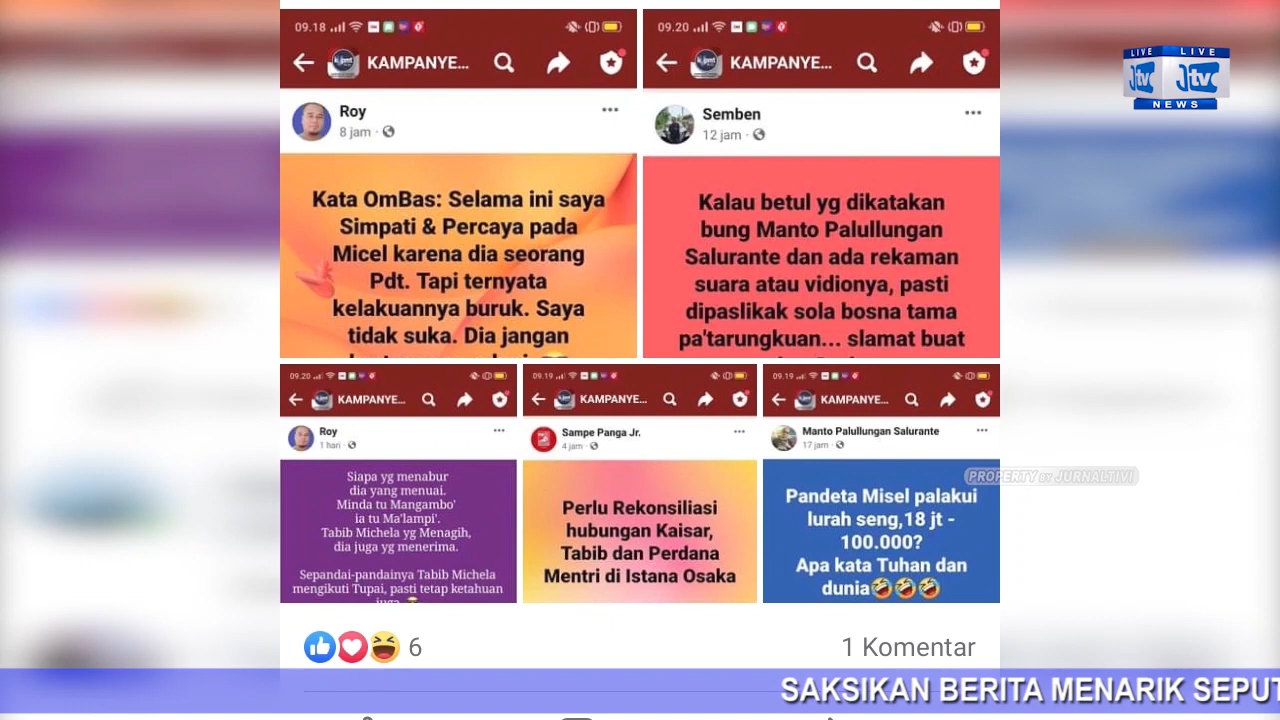 09.18
KAMPANYE...
Roy
8 jam
Kata OmBas: Selama ini saya
Simpati & Percaya pada
Micel karena dia seorang
Pdt. Tapi ternyata
kelakuannya buruk. Saya
tidak suka. Dia jangan
09.20
KAMPANYE...
Semben
12 jam
Kalau betul yg dikatakan
bung Manto Palullungan
Salurante dan ada rekaman
suara atau vidionya, pasti
dipaslikak sola bosna tama
pa'tarungkuan... slamat buat
LIVE LIVE
Jtv Jtv
NEWS
09.20
KAMPANYE...
Roy
1 hari
Siapa yg menabur
dia yang menuai.
Minda tu Mangambo'
ia tu Ma'lampi'.
Tabib Michela yg Menagih,
dia juga yg menerima.
Sepandai-pandainya Tabib Michela
mengikuti Tupai, pasti tetap ketahuan
juga.
09.19
KAMPANYE...
Sampe Panga Jr.
4 jam
Perlu Rekonsiliasi
hubungan Kaisar,
Tabib dan Perdana
Mentri di Istana Osaka
09.19
KAMPANYE...
Manto Palullungan Salurante
17 jam
Pandeta Misel palakui
lurah seng,18 jt -
100.000?
Apa kata Tuhan dan
dunia🤣🤣🤣
PROPERTY BY JURNALTIVI
6
1 Komentar
SAKSIKAN BERITA MENARIK SEPUT